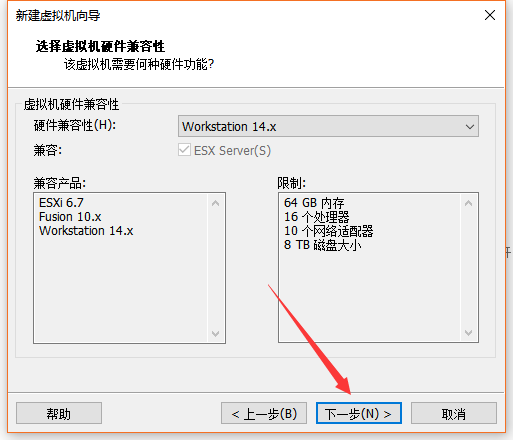 新建虚拟机向导
选择虚拟机硬件兼容性
该虚拟机需要何种硬件功能?
虚拟机硬件兼容性
硬件兼容性(H):
Workstation 14.x
兼容:
ESX Server(S)
兼容产品:
ESXi 6.7
Fusion 10.x
Workstation 14.x
限制:
64 GB 内存
16 个处理器
10 个网络适配器
8 TB 磁盘大小
帮助
< 上一步(B)
下一步(N) >
取消